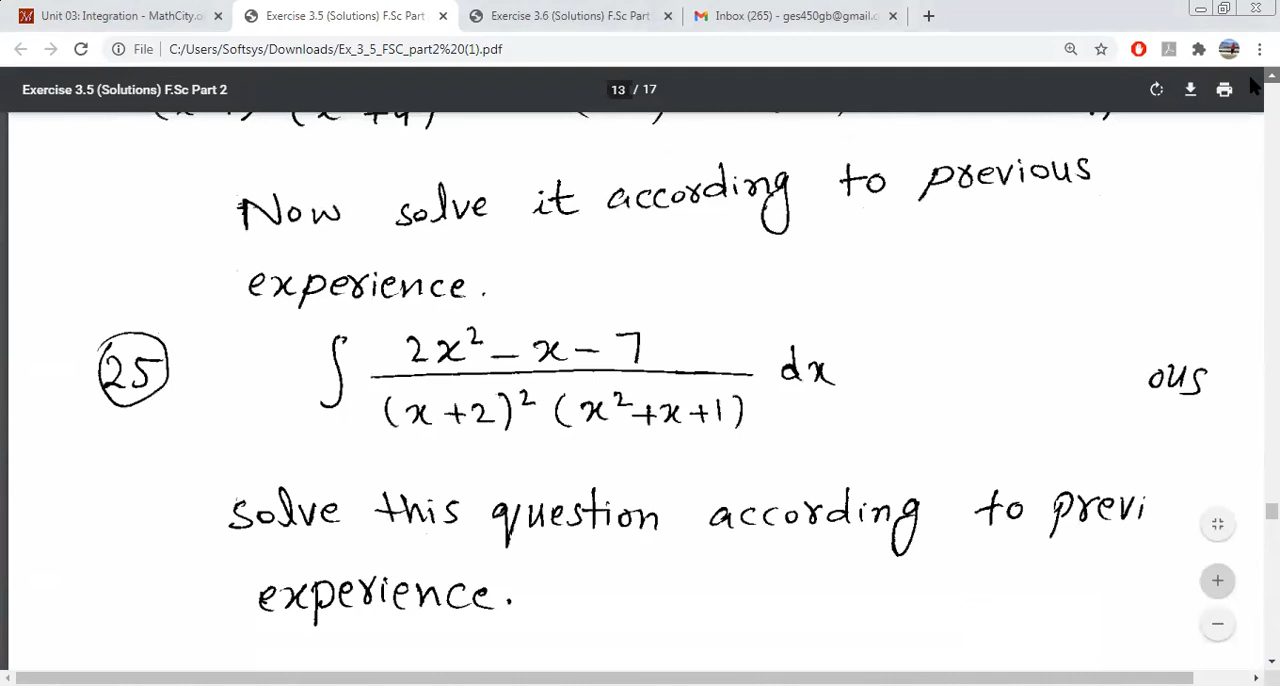 Unit 03: Integration - MathCity.o
Exercise 3.5 (Solutions) F.Sc Part
Exercise 3.6 (Solutions) F.Sc Part
Inbox (265) - ges450gb@gmail.c
File
C:/Users/Softsys/Downloads/Ex_3_5_FSC_part2%20(1).pdf
Exercise 3.5 (Solutions) F.Sc Part 2
13 / 17
Now solve it according to previous
experience.
25 ∫ (2x² - x - 7) / ((x+2)² (x²+x+1)) dx
ous
solve this question according to previ
experience.